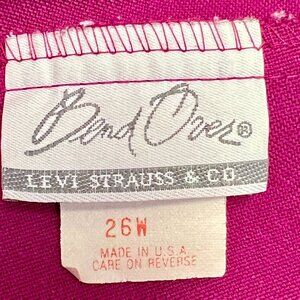 Bend Over®
LEVI STRAUSS & CO
26W
MADE IN U.S.A.
CARE ON REVERSE